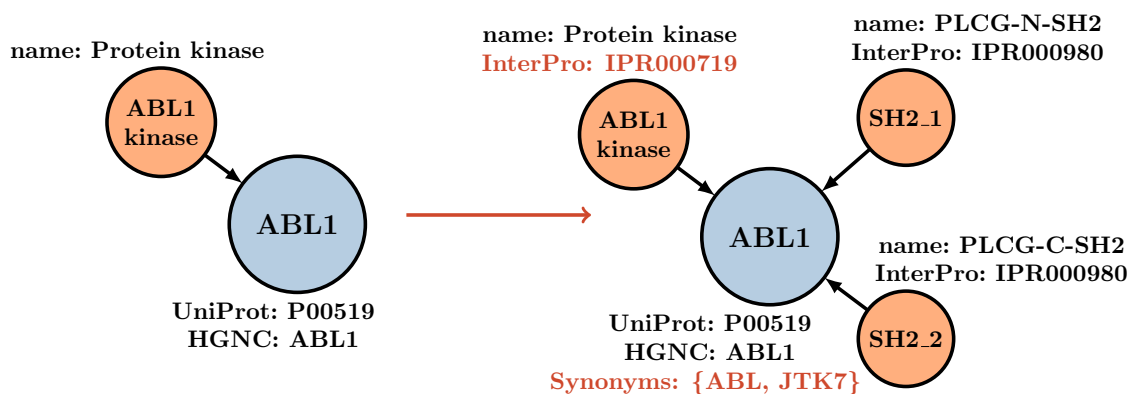 name: Protein kinase
ABL1
kinase
ABL1
UniProt: P00519
HGNC: ABL1
name: Protein kinase
InterPro: IPR000719
ABL1
kinase
name: PLCG-N-SH2
InterPro: IPR000980
SH2_1
ABL1
name: PLCG-C-SH2
InterPro: IPR000980
SH2_2
UniProt: P00519
HGNC: ABL1
Synonyms: {ABL, JTK7}